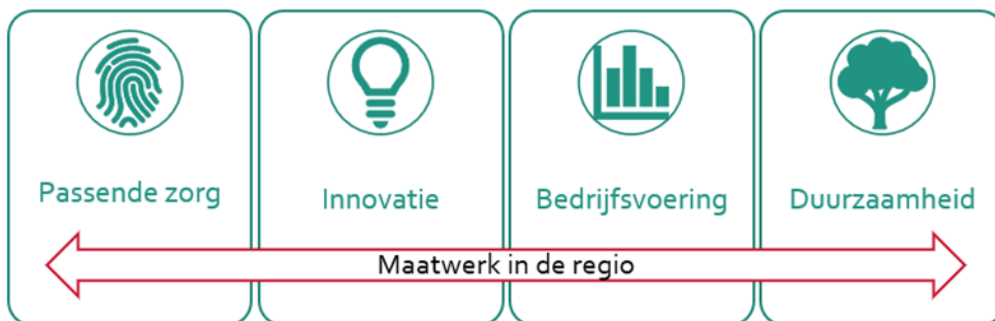 Passende zorg
Innovatie
Bedrijfsvoering
Duurzaamheid
Maatwerk in de regio